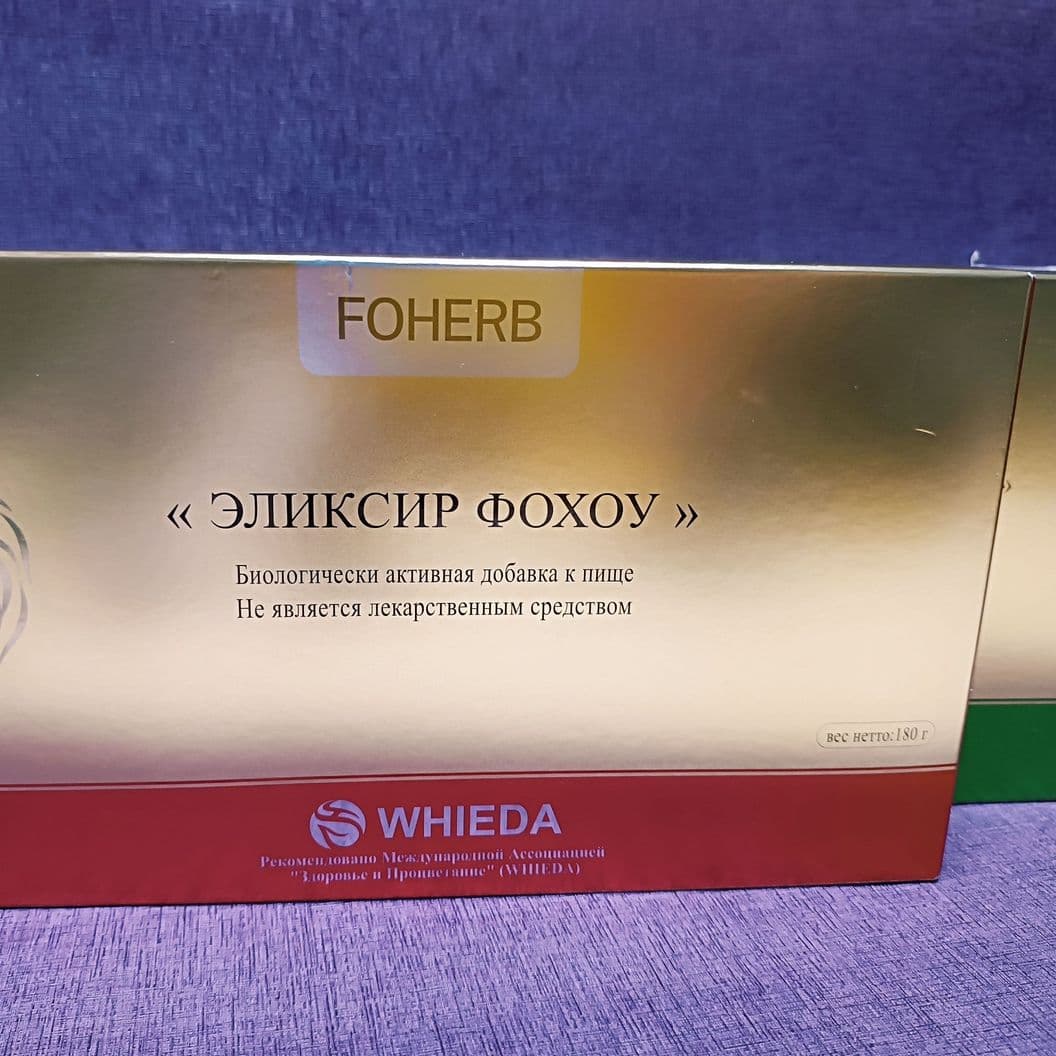 FOHERB
« ЭЛИКСИР ФОХОУ »
Биологически активная добавка к пище
Не является лекарственным средством
вес нетто:180 г
WHIEDA
Рекомендовано Международной Ассоциацией
"Здоровье и Процветание" (WHIEDA)